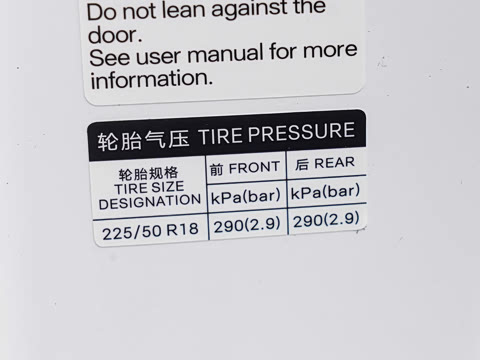 Do not lean against the
door.
See user manual for more
information.
轮胎气压 TIRE PRESSURE
轮胎规格
TIRE SIZE
DESIGNATION
前 FRONT
后 REAR
kPa(bar)
kPa(bar)
225/50 R18
290(2.9)
290(2.9)